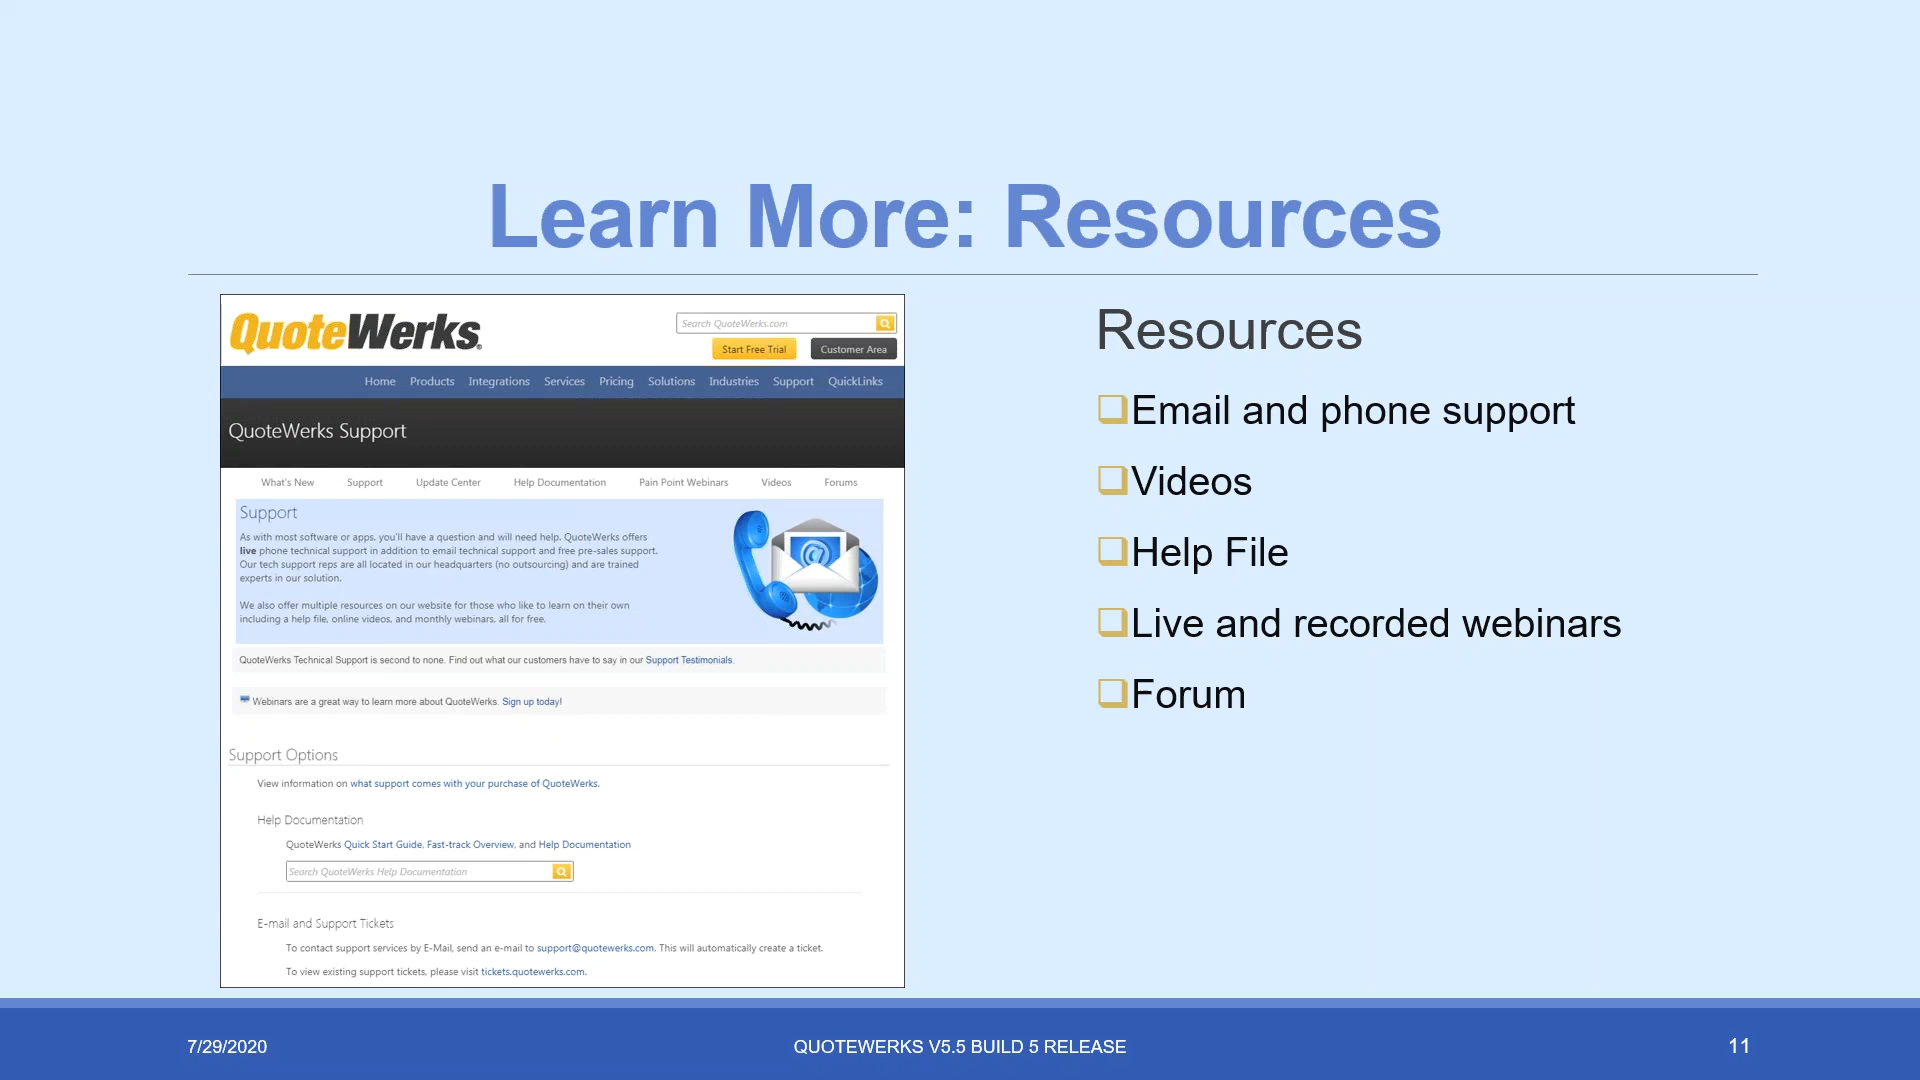 Learn More: Resources
QuoteWerks®
Search QuoteWerks.com
Start Free Trial
Customer Area
Home Products Integrations Services Pricing Solutions Industries Support QuickLinks
QuoteWerks Support
What's New Support Update Center Help Documentation Pain Point Webinars Videos Forums
Support
As with most software or apps, you'll have a question and will need help. QuoteWerks offers
live phone technical support in addition to email technical support and free pre-sales support.
Our tech support reps are all located in our headquarters (no outsourcing) and are trained
experts in our solution.
We also offer multiple resources on our website for those who like to learn on their own
including a help file, online videos, and monthly webinars, all for free.
QuoteWerks Technical Support is second to none. Find out what our customers have to say in our Support Testimonials.
Webinars are a great way to learn more about QuoteWerks. Sign up today!
Support Options
View information on what support comes with your purchase of QuoteWerks.
Help Documentation
QuoteWerks Quick Start Guide, Fast-track Overview, and Help Documentation
Search QuoteWerks Help Documentation
E-mail and Support Tickets
To contact support services by E-Mail, send an e-mail to support@quotewerks.com. This will automatically create a ticket.
To view existing support tickets, please visit tickets.quotewerks.com.
Resources
Email and phone support
Videos
Help File
Live and recorded webinars
Forum
7/29/2020
QUOTEWERKS V5.5 BUILD 5 RELEASE
11